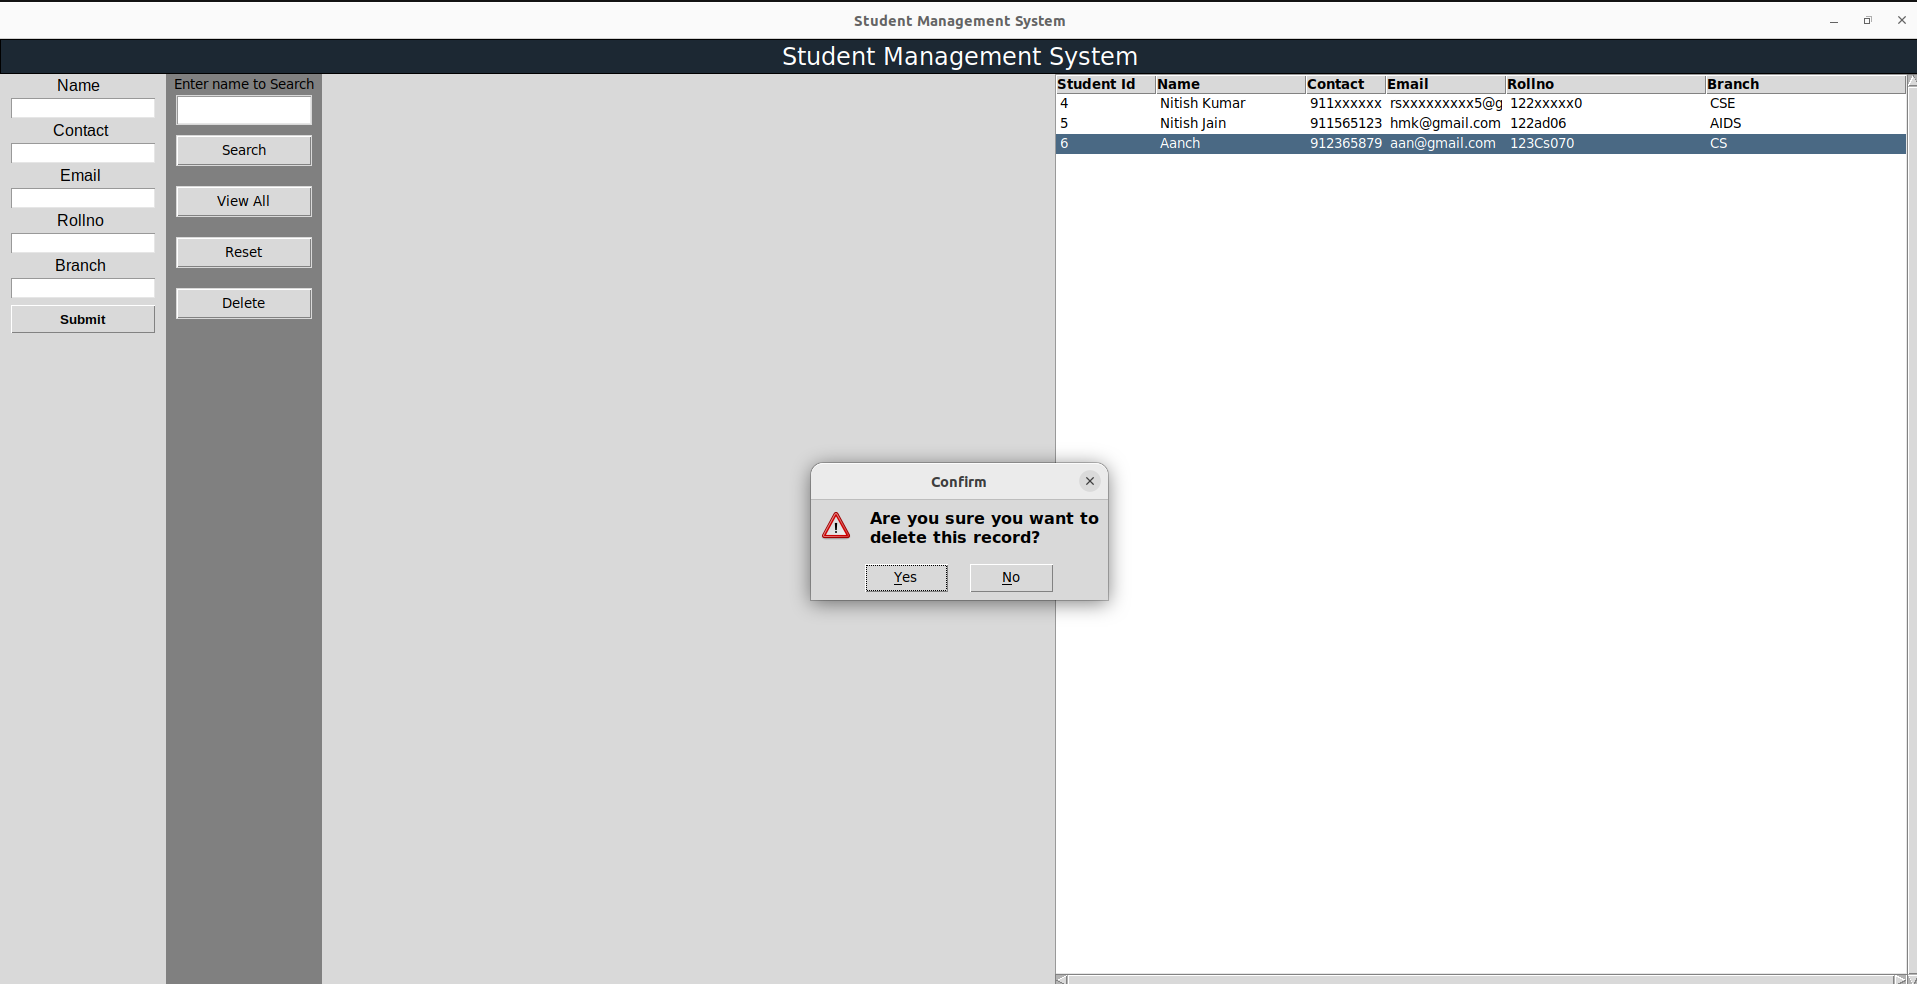 Student Management System
Student Management System
Name
Contact
Email
Rollno
Branch
Submit
Enter name to Search
Search
View All
Reset
Delete
Student Id Name Contact Email Rollno Branch
4 Nitish Kumar 911xxxxxx rsxxxxxxxxx5@g 122xxxxx0 CSE
5 Nitish Jain 911565123 hmk@gmail.com 122ad06 AIDS
6 Aanch 912365879 aan@gmail.com 123Cs070 CS
Confirm
Are you sure you want to
delete this record?
Yes No